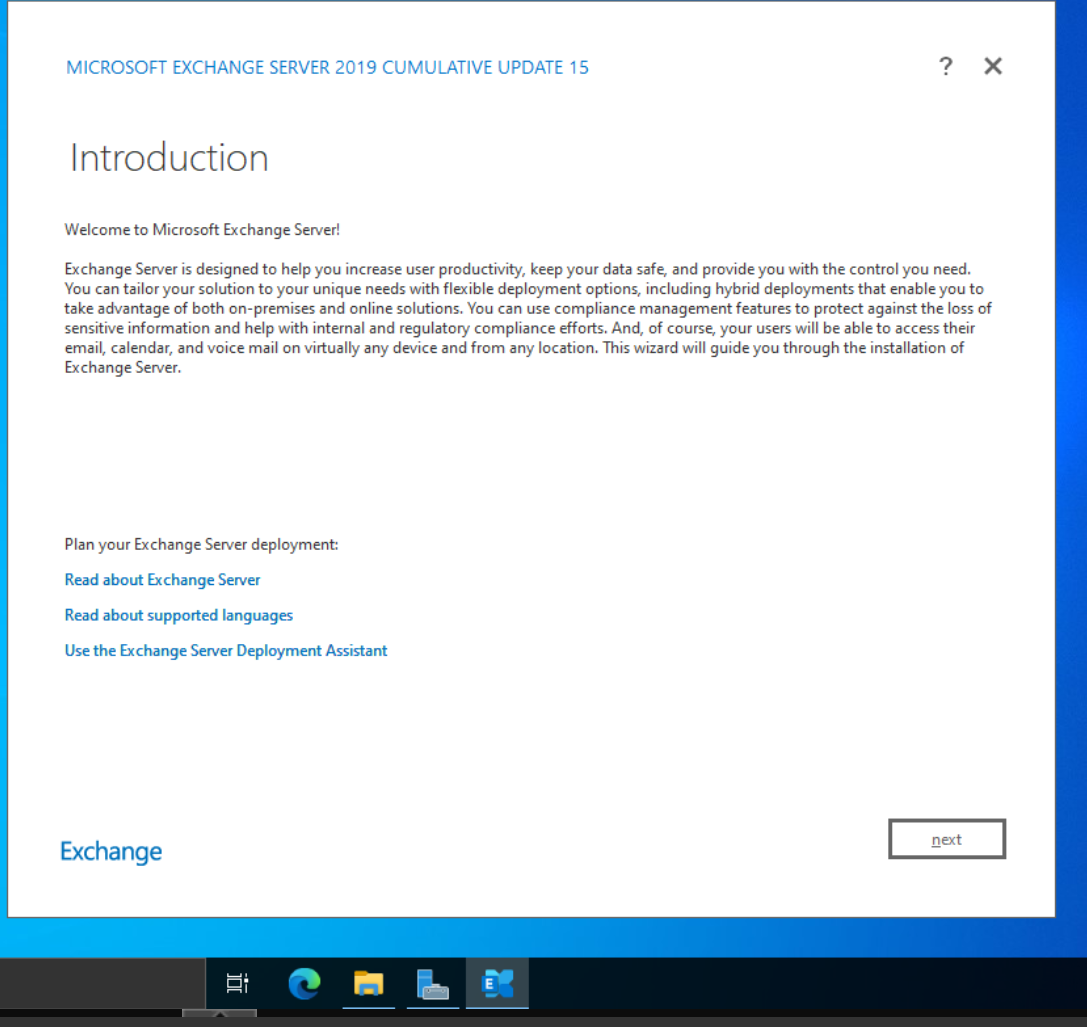 MICROSOFT EXCHANGE SERVER 2019 CUMULATIVE UPDATE 15
?
Introduction
Welcome to Microsoft Exchange Server!
Exchange Server is designed to help you increase user productivity, keep your data safe, and provide you with the control you need.
You can tailor your solution to your unique needs with flexible deployment options, including hybrid deployments that enable you to
take advantage of both on-premises and online solutions. You can use compliance management features to protect against the loss of
sensitive information and help with internal and regulatory compliance efforts. And, of course, your users will be able to access their
email, calendar, and voice mail on virtually any device and from any location. This wizard will guide you through the installation of
Exchange Server.
Plan your Exchange Server deployment:
Read about Exchange Server
Read about supported languages
Use the Exchange Server Deployment Assistant
next
Exchange
E